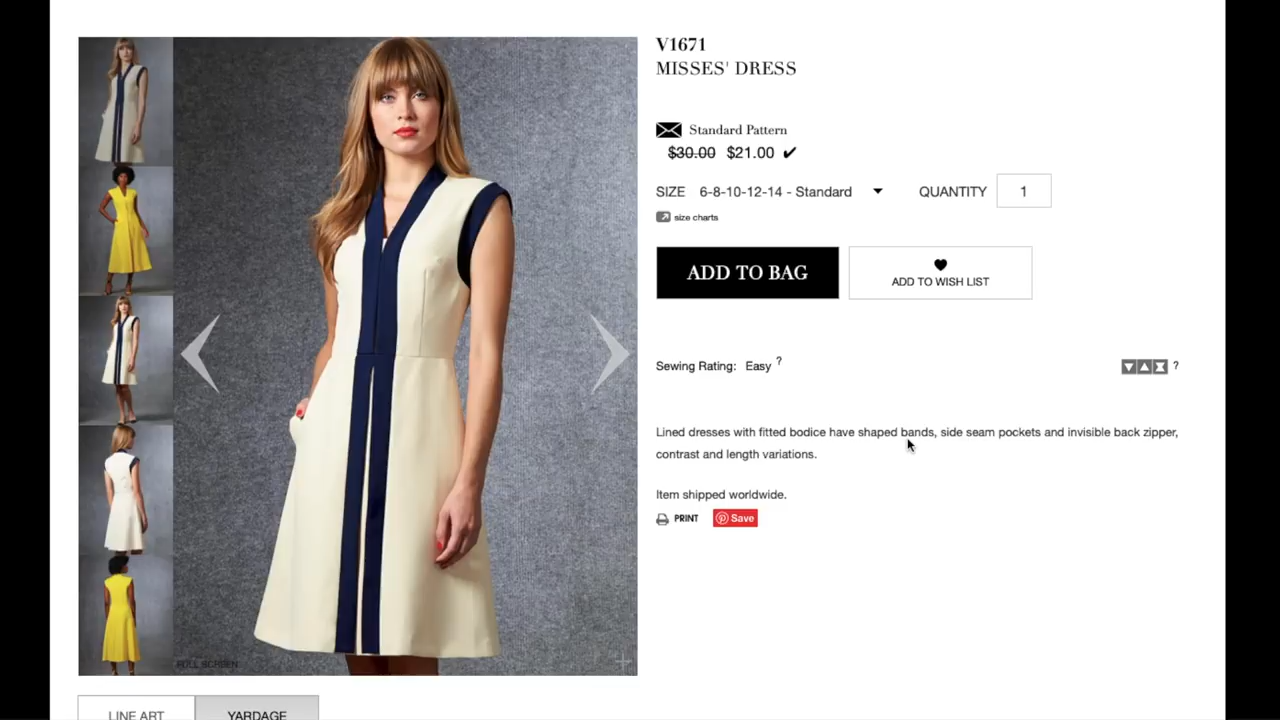 V1671
MISSES' DRESS
Standard Pattern
$30.00 $21.00 ✔
SIZE 6-8-10-12-14 - Standard QUANTITY 1
size charts
ADD TO BAG
ADD TO WISH LIST
Sewing Rating: Easy ?
?
Lined dresses with fitted bodice have shaped bands, side seam pockets and invisible back zipper,
contrast and length variations.
Item shipped worldwide.
PRINT Save
FULL SCREEN
LINE ART YARDAGE